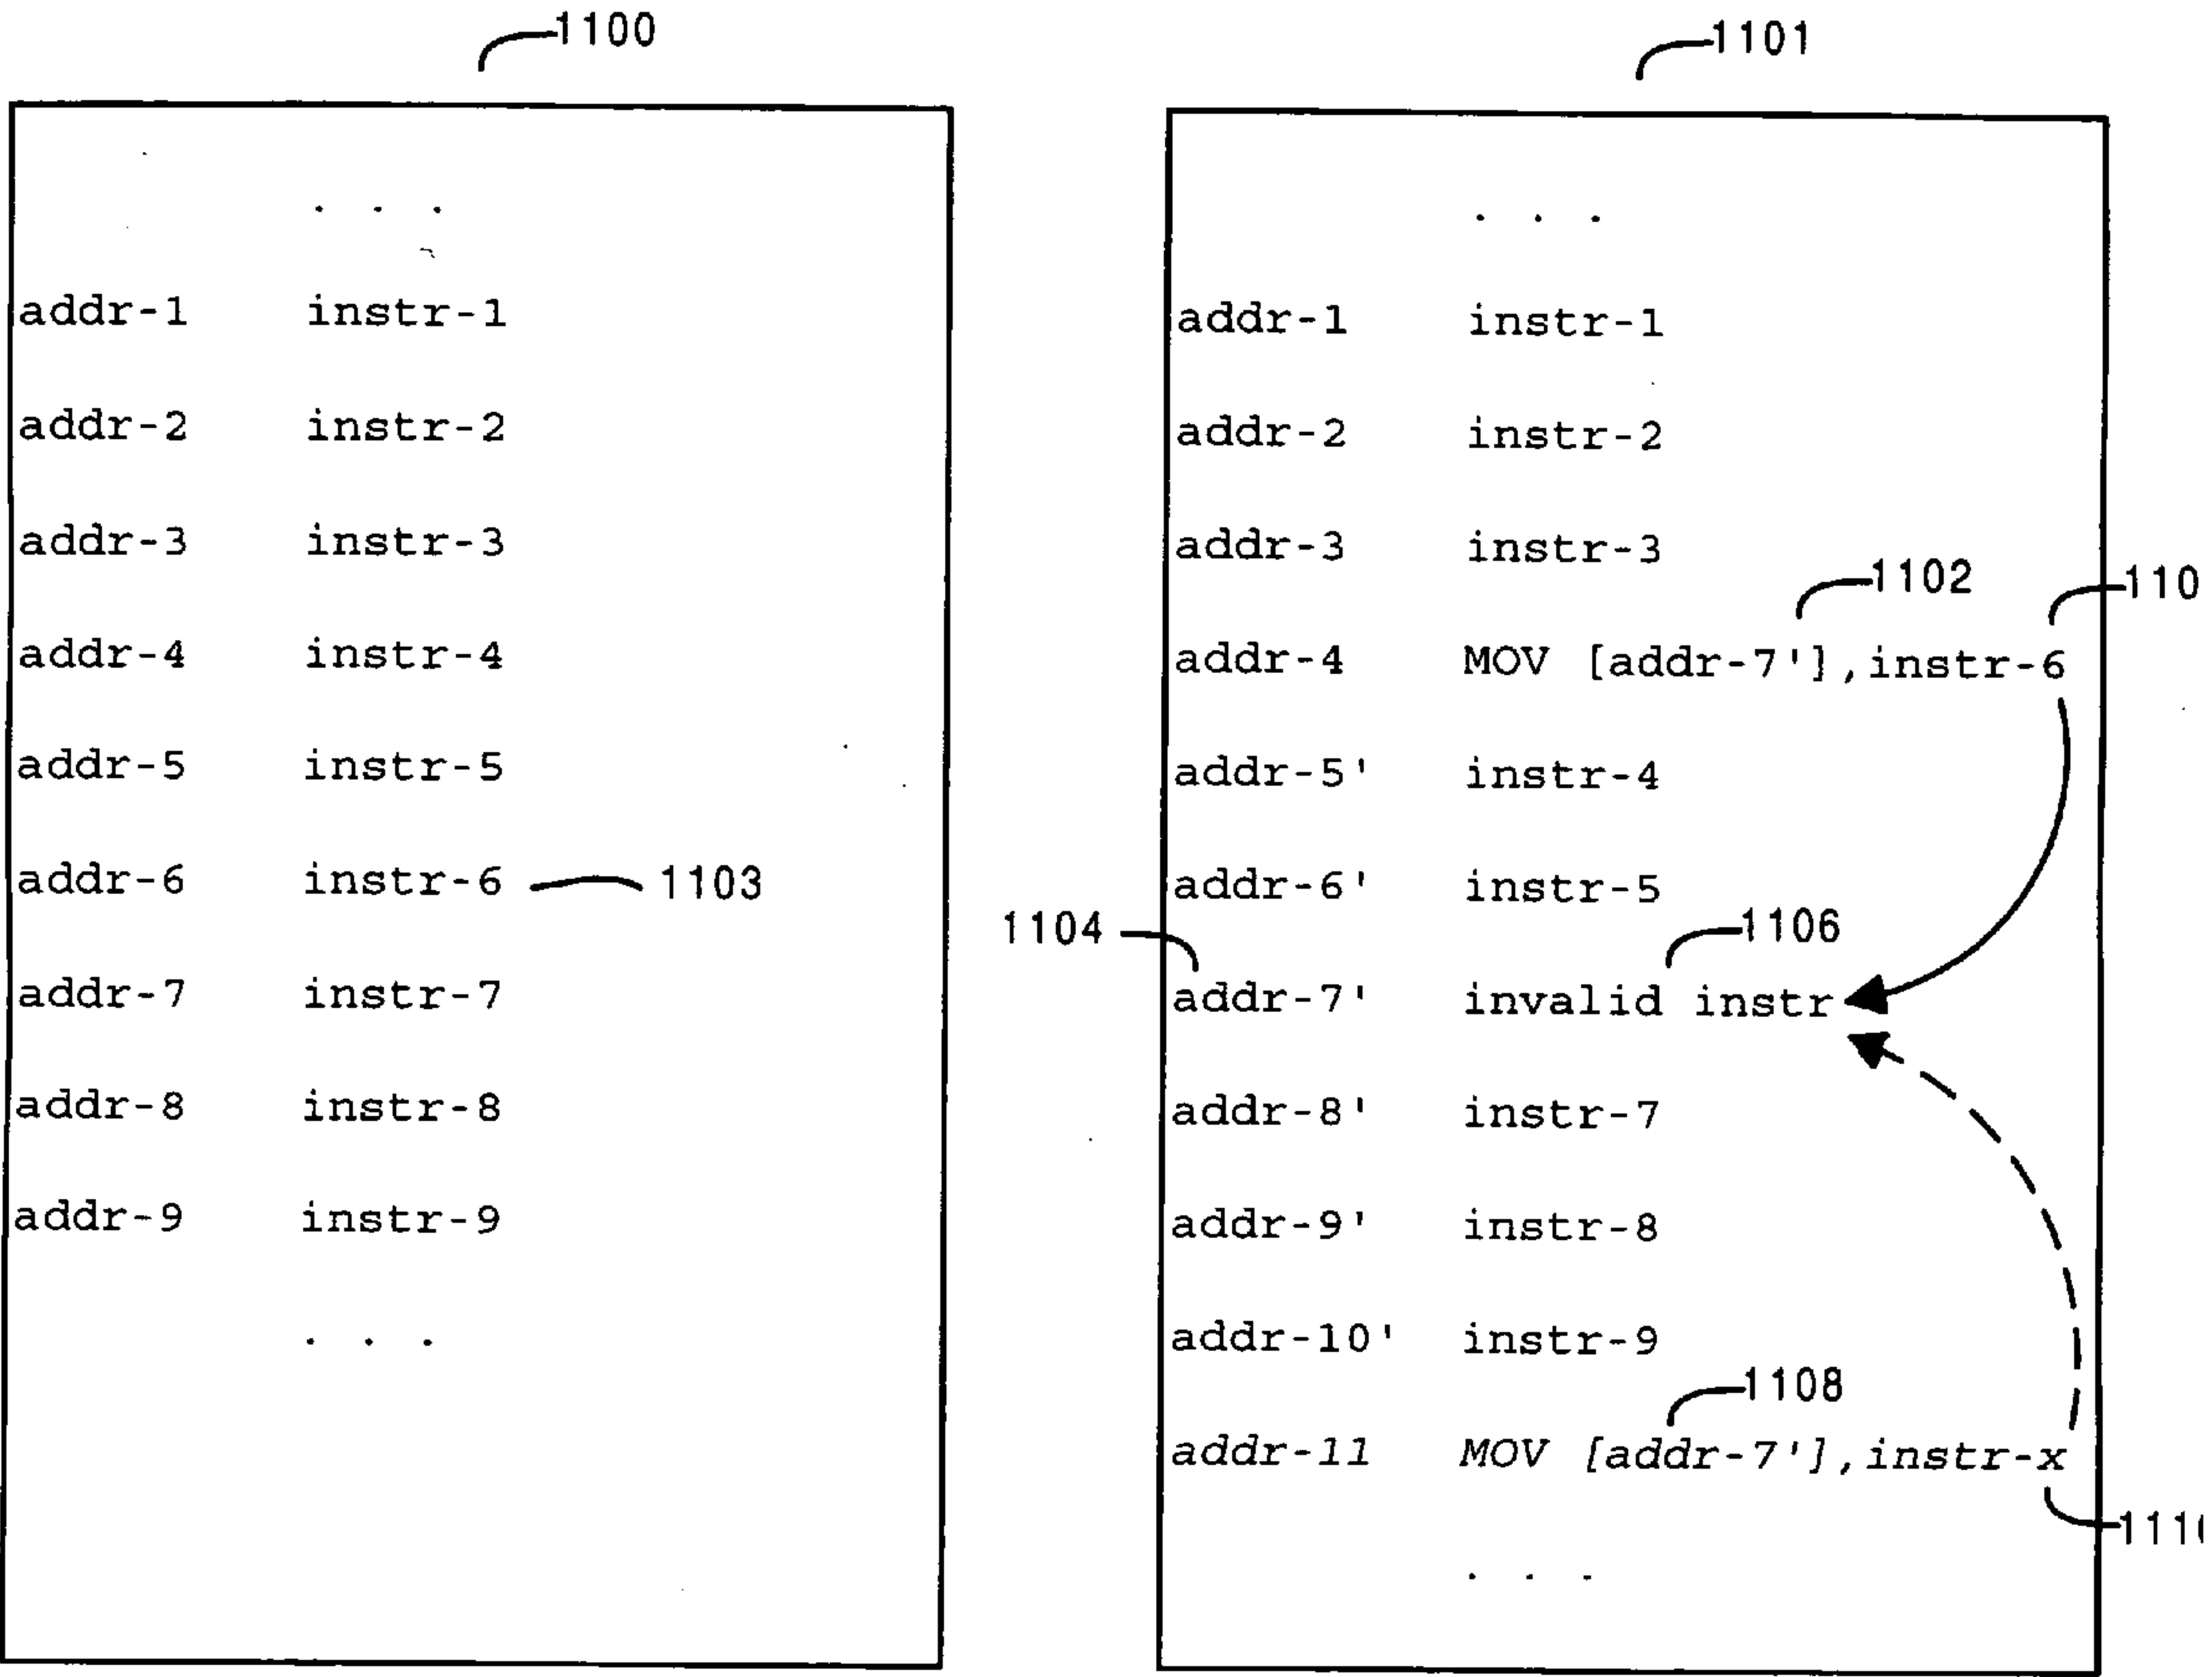 1100
. . .
addr-1 instr-1
addr-2 instr-2
addr-3 instr-3
addr-4 instr-4
addr-5 instr-5
addr-6 instr-6 1103
addr-7 instr-7
addr-8 instr-8
addr-9 instr-9
. . .
1101
. . .
addr-1 instr-1
addr-2 instr-2
addr-3 instr-3
1102 110
addr-4 MOV [addr-7'],instr-6
addr-5' instr-4
addr-6' instr-5
1104 1106
addr-7' invalid instr
addr-8' instr-7
addr-9' instr-8
addr-10' instr-9
1108
addr-11 MOV [addr-7'],instr-x
. . .